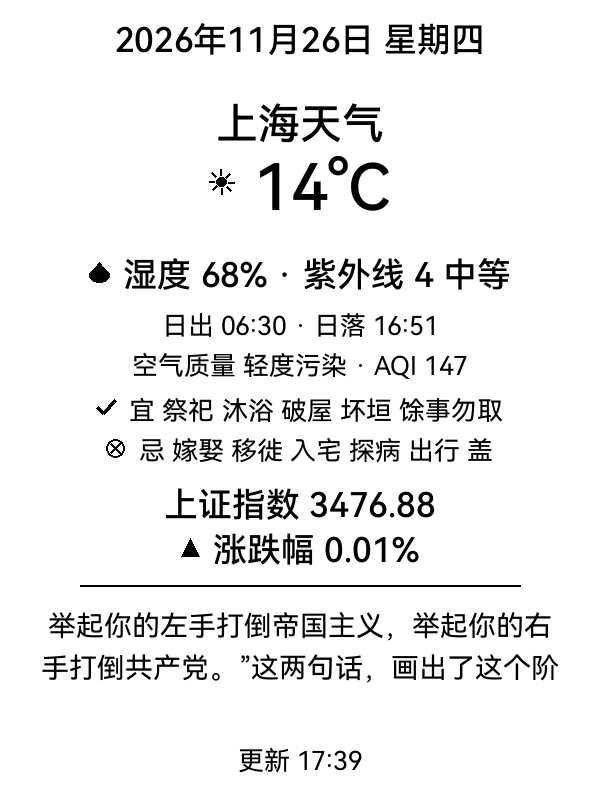 2026年11月26日 星期四
上海天气
14°C
湿度 68% · 紫外线 4 中等
日出 06:30 · 日落 16:51
空气质量 轻度污染 · AQI 147
宜 祭祀 沐浴 破屋 坏垣 馀事勿取
忌 嫁娶 移徙 入宅 探病 出行 盖
上证指数 3476.88
▲ 涨跌幅 0.01%
举起你的左手打倒帝国主义，举起你的右
手打倒共产党。”这两句话，画出了这个阶
更新 17:39